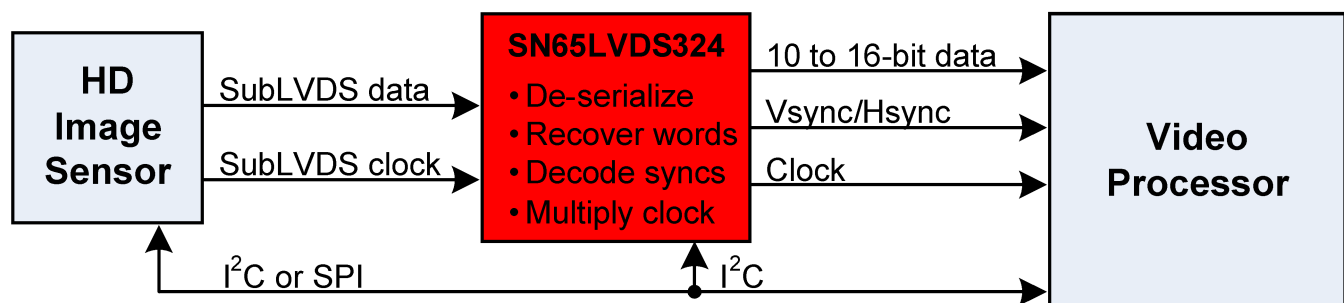 HD
Image
Sensor
SubLVDS data
SubLVDS clock
SN65LVDS324
• De-serialize
• Recover words
• Decode syncs
• Multiply clock
10 to 16-bit data
Vsync/Hsync
Clock
Video
Processor
I²C or SPI
I²C